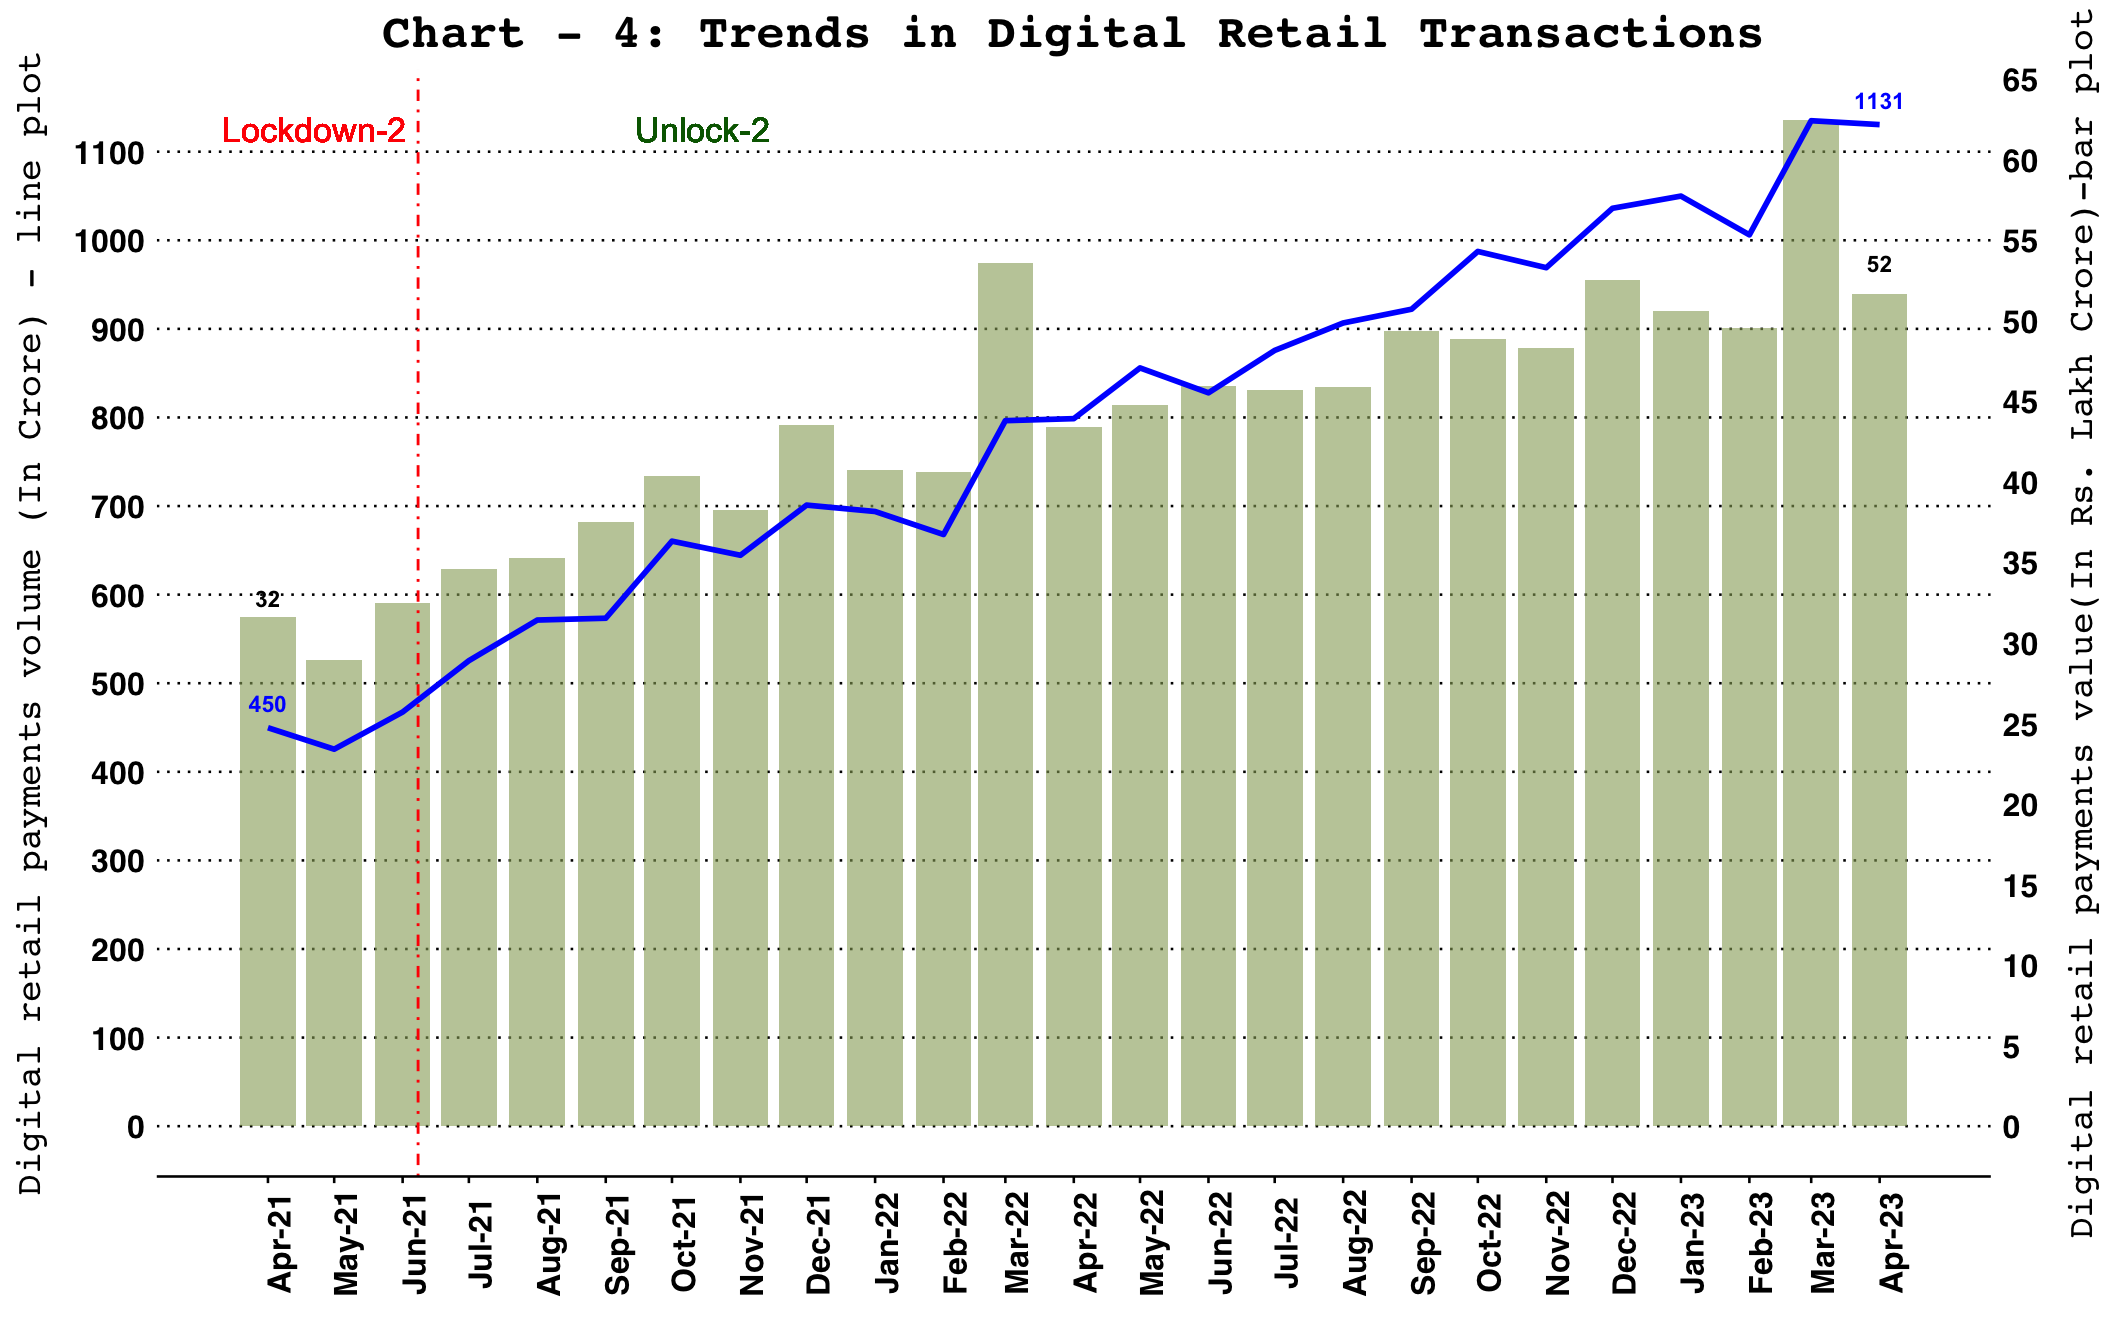 Chart - 4: Trends in Digital Retail Transactions
Digital retail payments volume (In Crore) - line plot
Digital retail payments value(In Rs. Lakh Crore)-bar plot
Lockdown-2
Unlock-2
1100
1000
900
800
700
600
500
400
300
200
100
0
65
60
55
50
45
40
35
30
25
20
15
10
5
0
32
450
1131
52
Apr-21
May-21
Jun-21
Jul-21
Aug-21
Sep-21
Oct-21
Nov-21
Dec-21
Jan-22
Feb-22
Mar-22
Apr-22
May-22
Jun-22
Jul-22
Aug-22
Sep-22
Oct-22
Nov-22
Dec-22
Jan-23
Feb-23
Mar-23
Apr-23